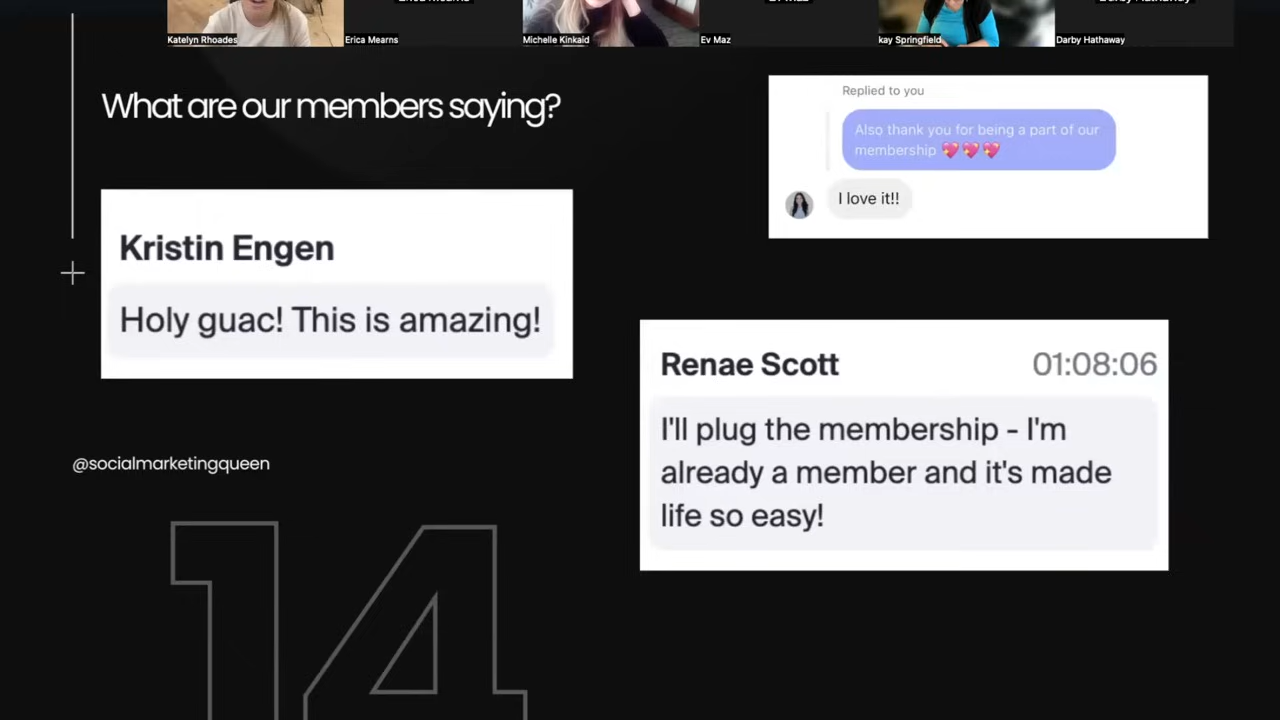 Katelyn Rhoades
Erica Mearns
Michelle Kinkaid
Ev Maz
kay Springfield
Darby Hathaway
Darby Hathaway
What are our members saying?
Replied to you
Also thank you for being a part of our
membership 💖💖💖
I love it!!
Kristin Engen
Holy guac! This is amazing!
Renae Scott 01:08:06
I'll plug the membership - I'm
already a member and it's made
life so easy!
@socialmarketingqueen
14